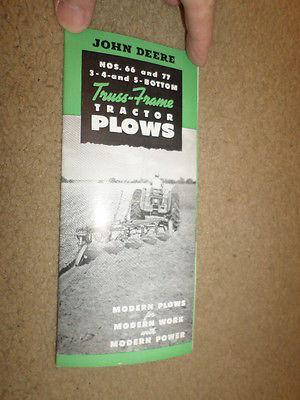 JOHN DEERE
NOS. 66 and 77
3-4-and 5-BOTTOM
Truss-Frame
TRACTOR
PLOWS
MODERN PLOWS
for
MODERN WORK
with
MODERN POWER